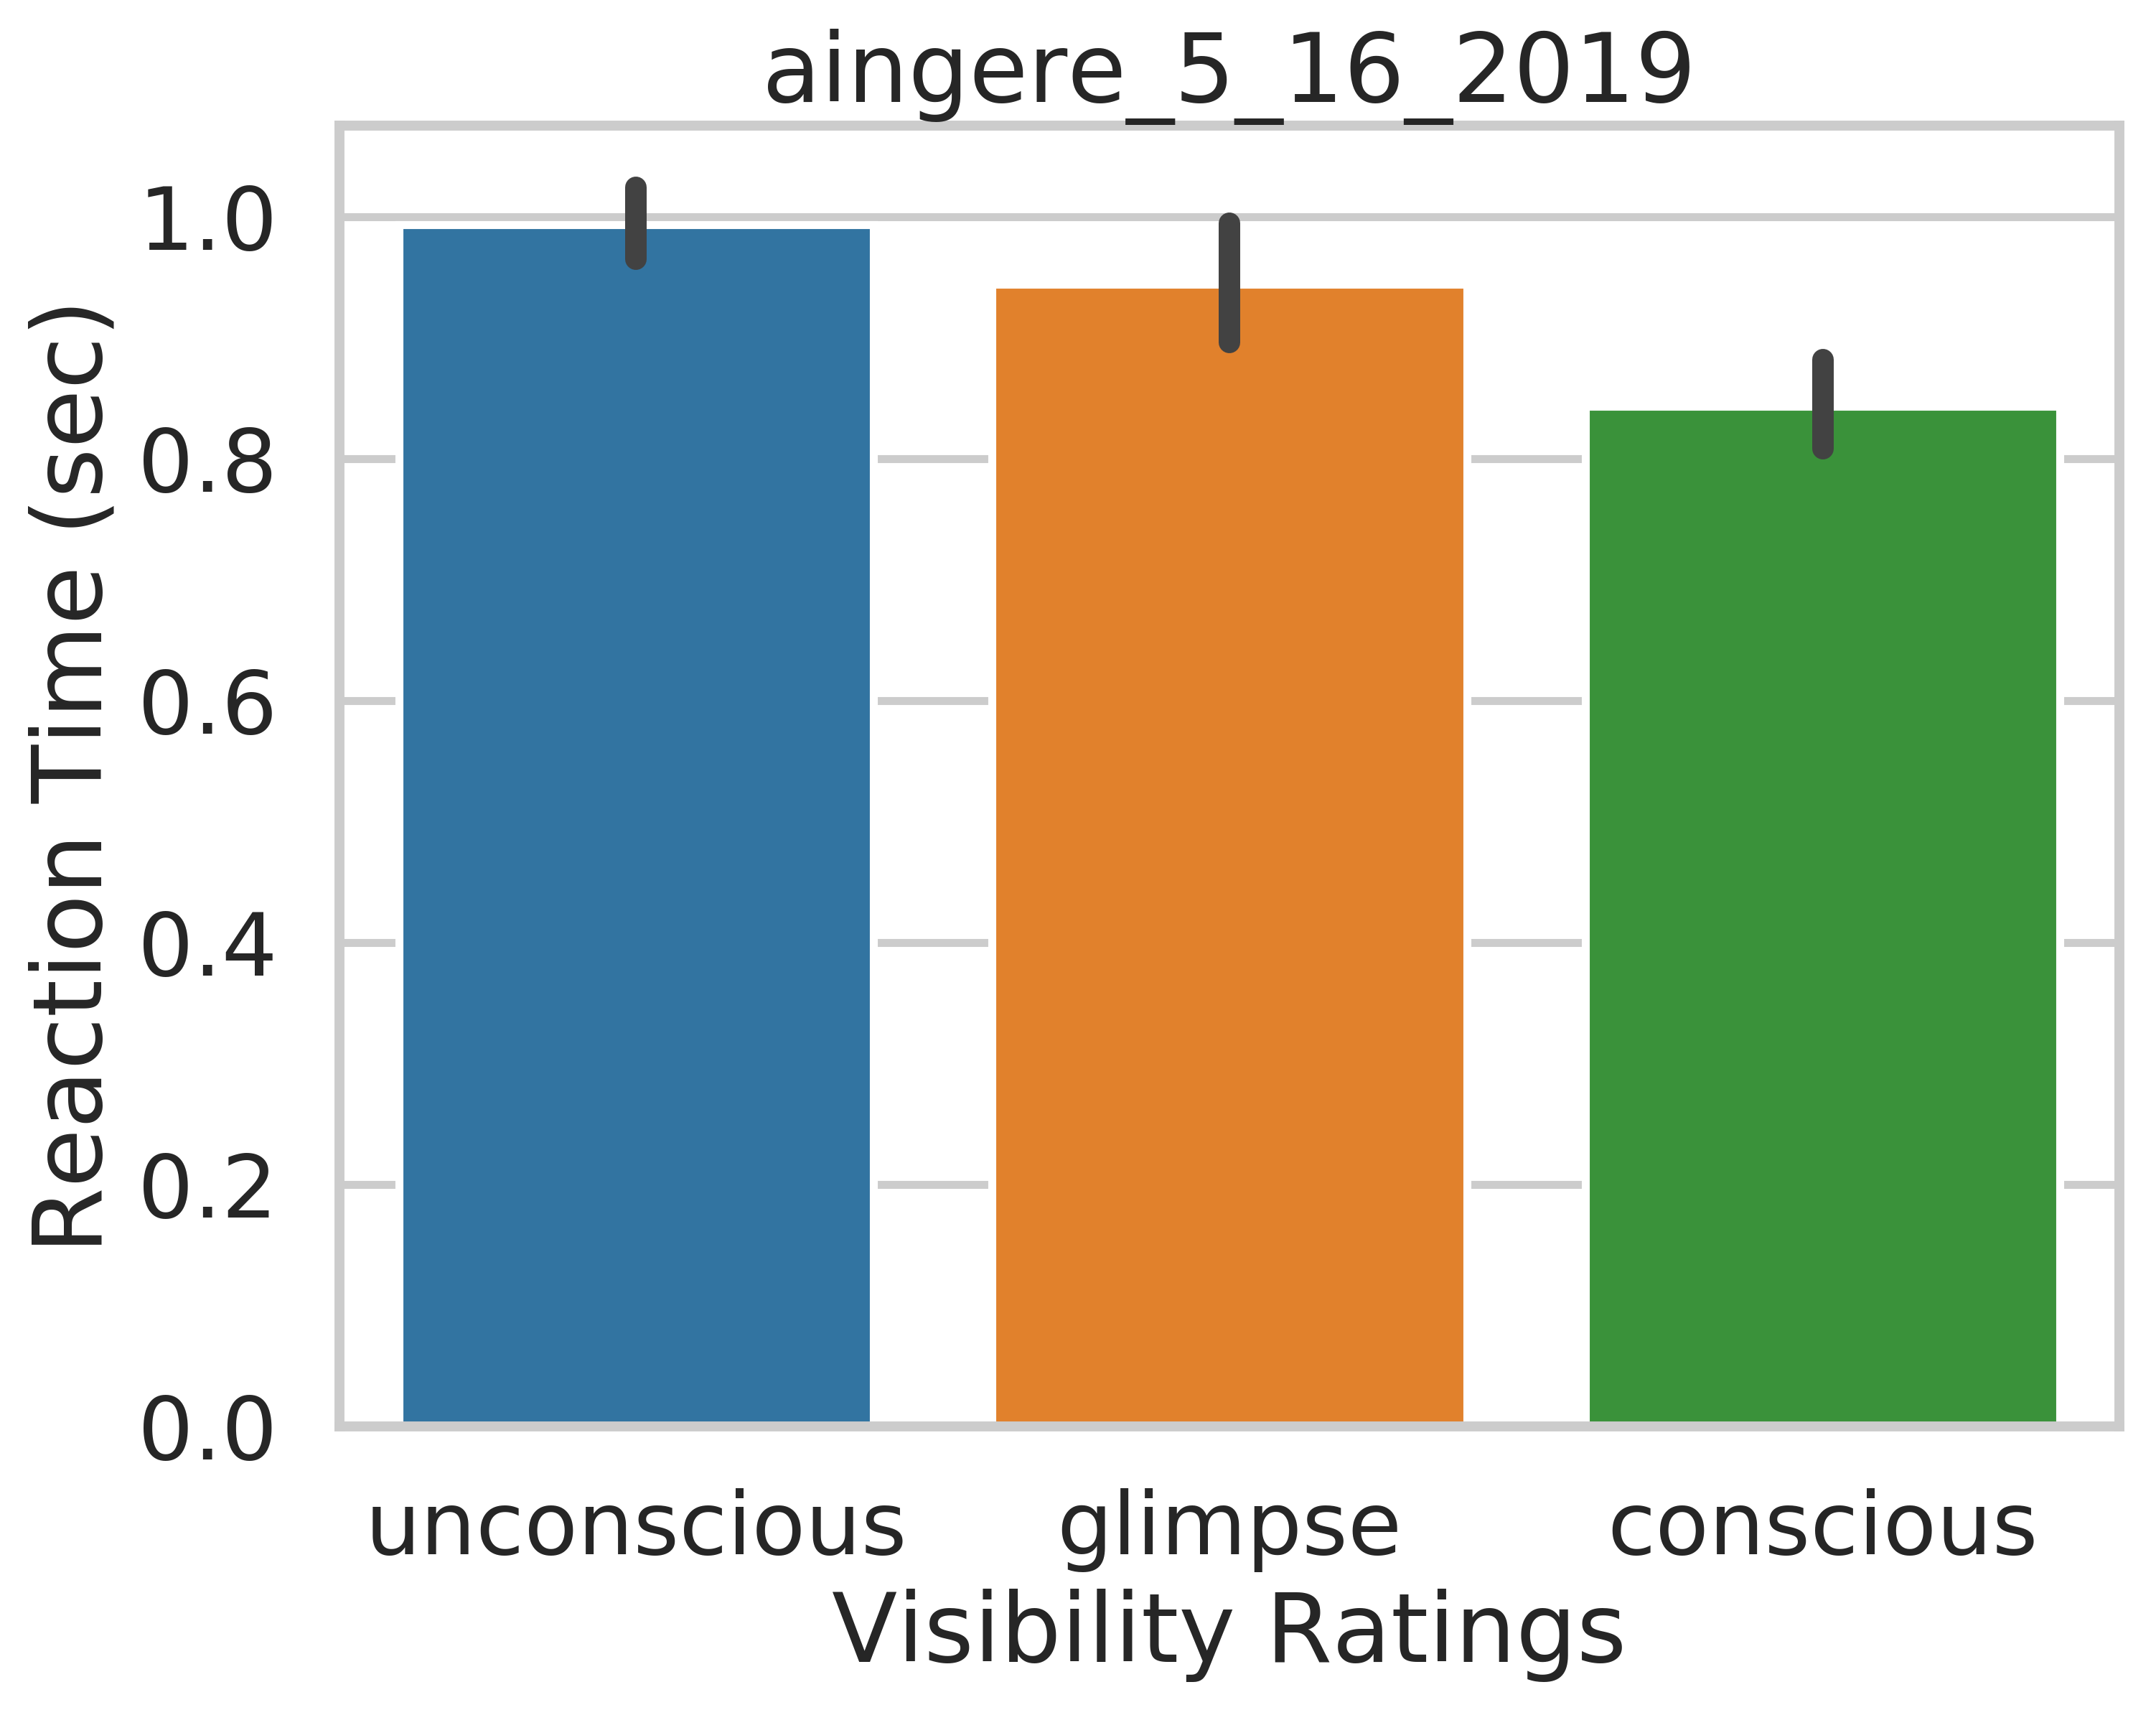 aingere_5_16_2019
Reaction Time (sec)
1.0
0.8
0.6
0.4
0.2
0.0
unconscious glimpse conscious
Visibility Ratings